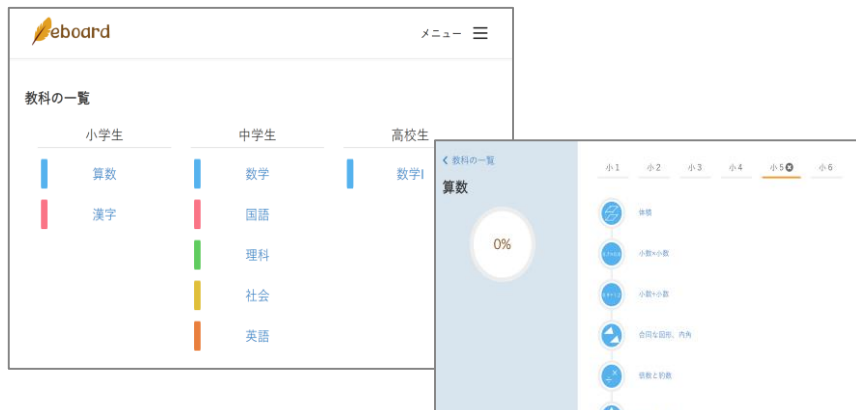 eboard
メニュー
教科の一覧
小学生
中学生
高校生
算数
数学
数学I
漢字
国語
理科
社会
英語
教科の一覧
算数
0%
小1
小2
小3
小4
小5
小6
体積
小数×小数
小数÷小数
合同な図形、内角
倍数と約数